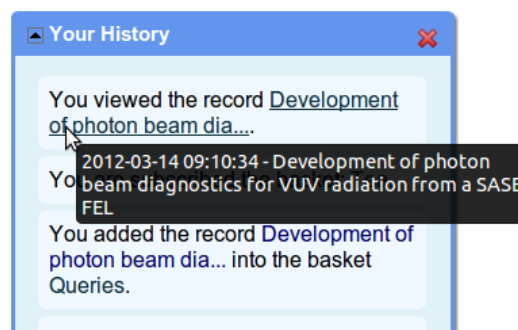 Your History
You viewed the record Development
of photon beam dia....
2012-03-14 09:10:34 - Development of photon
beam diagnostics for VUV radiation from a SASE
FEL
You
You added the record Development of
photon beam dia... into the basket
Queries.